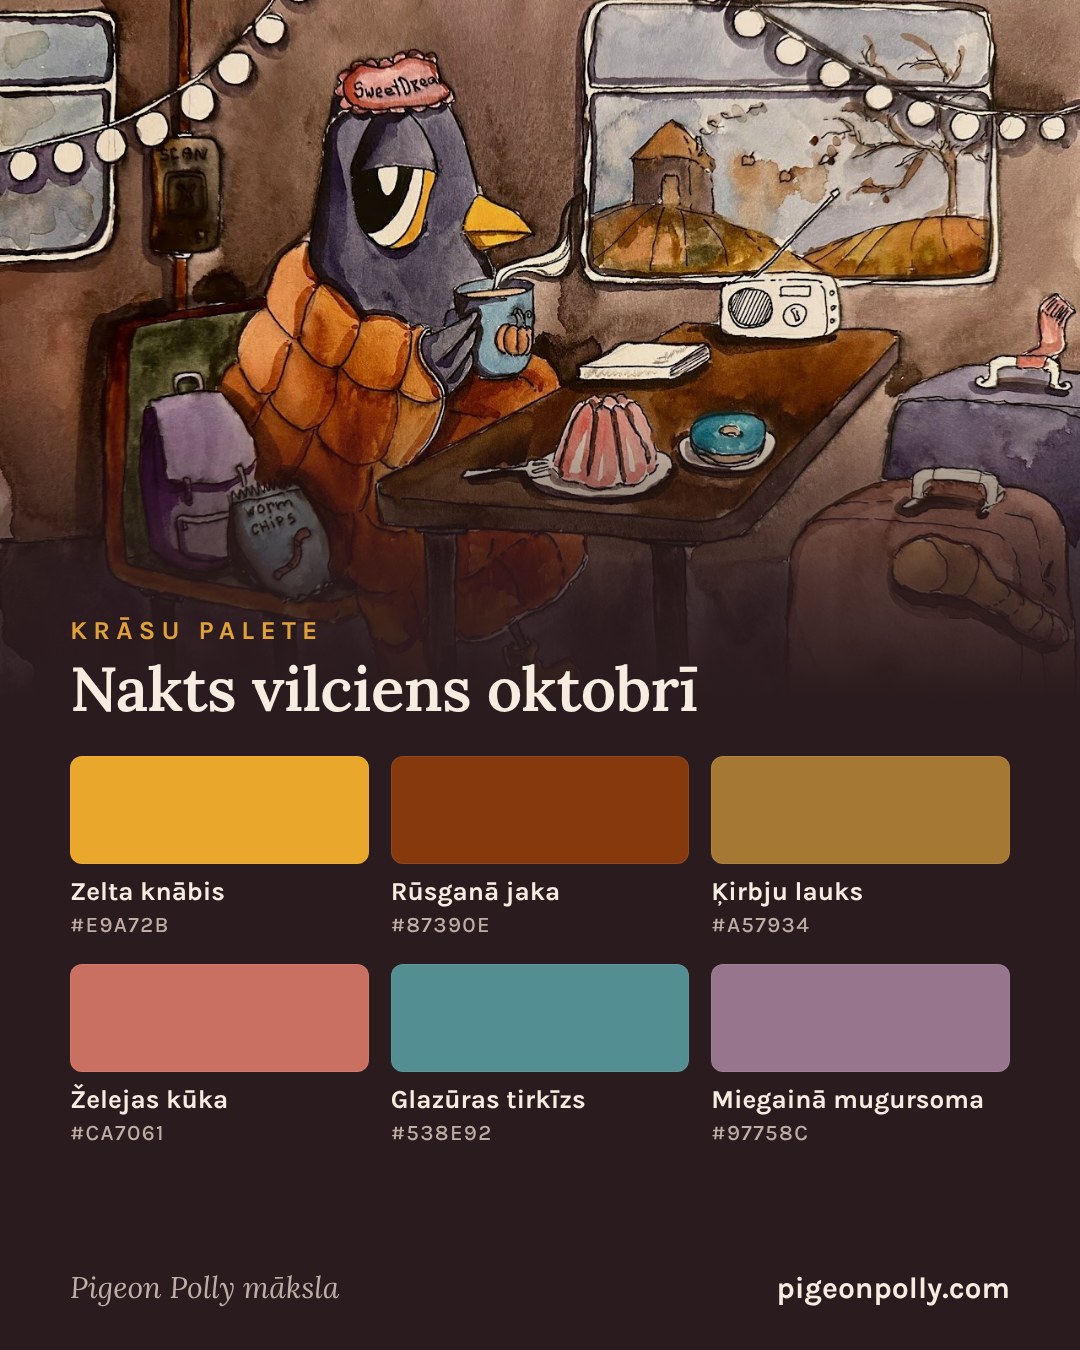 SweetDrea
SCAN
worm
CHiPS
KRĀSU PALETE
Nakts vilciens oktobrī
Zelta knābis
Rūsganā jaka
Ķirbju lauks
#E9A72B
#87390E
#A57934
Želejas kūka
Glazūras tirkīzs
Miegainā mugursoma
#CA7061
#538E92
#97758C
Pigeon Polly māksla
pigeonpolly.com